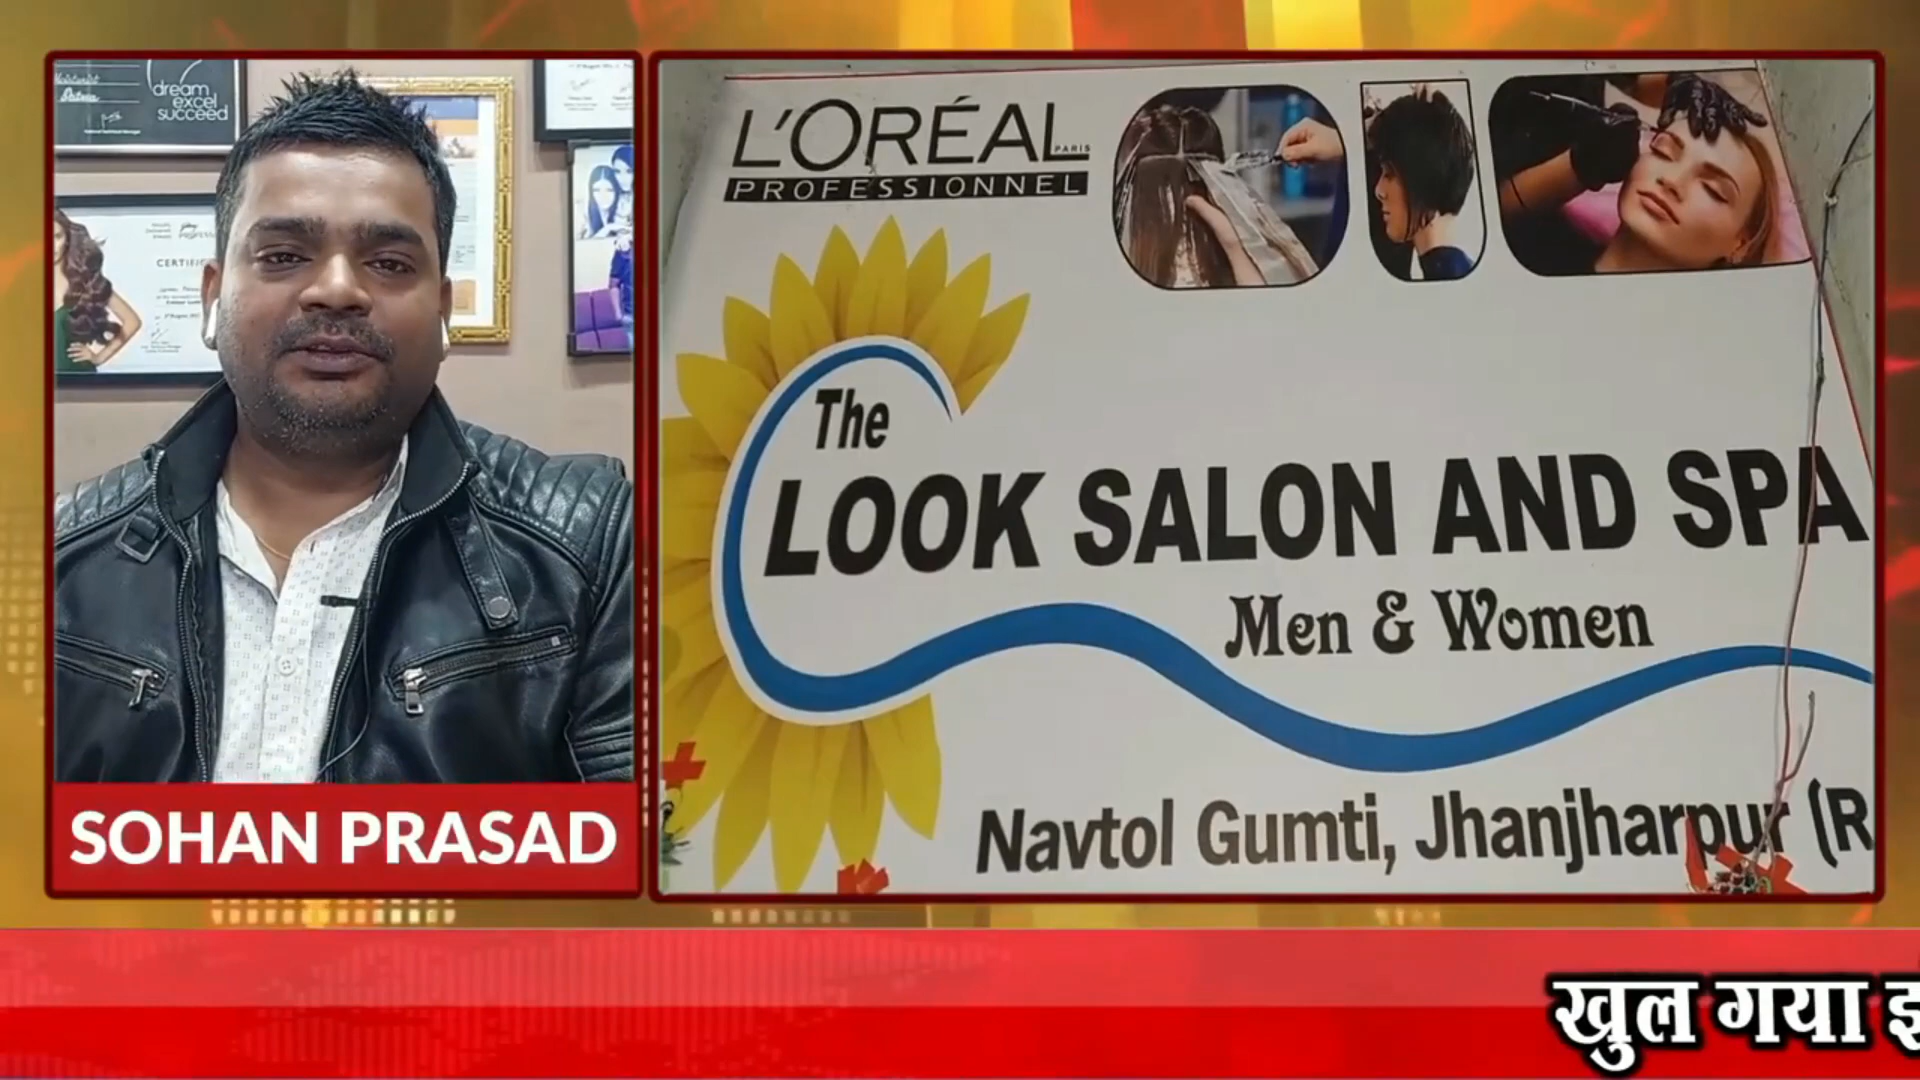 dream
excel
succeed
CERTIFIC
L'ORÉAL
PARIS
PROFESSIONNEL
The
LOOK SALON AND SPA
Men & Women
Navtol Gumti, Jhanjharpur (R
SOHAN PRASAD
खुल गया इ